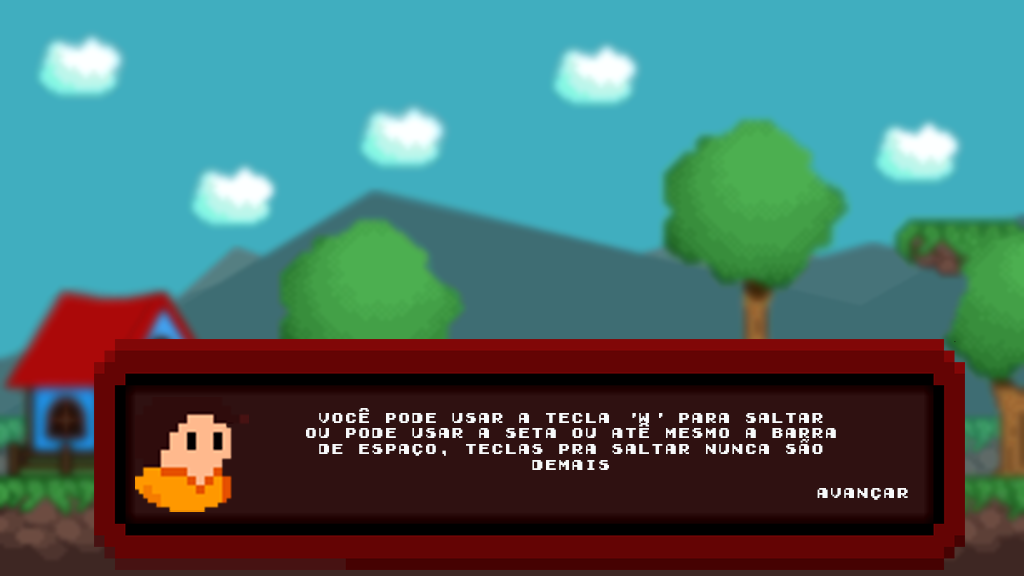 VOCÊ PODE USAR A TECLA 'W' PARA SALTAR
OU PODE USAR A SETA OU ATÉ MESMO A BARRA
DE ESPAÇO, TECLAS PRA SALTAR NUNCA SÃO
DEMAIS
AVANÇAR